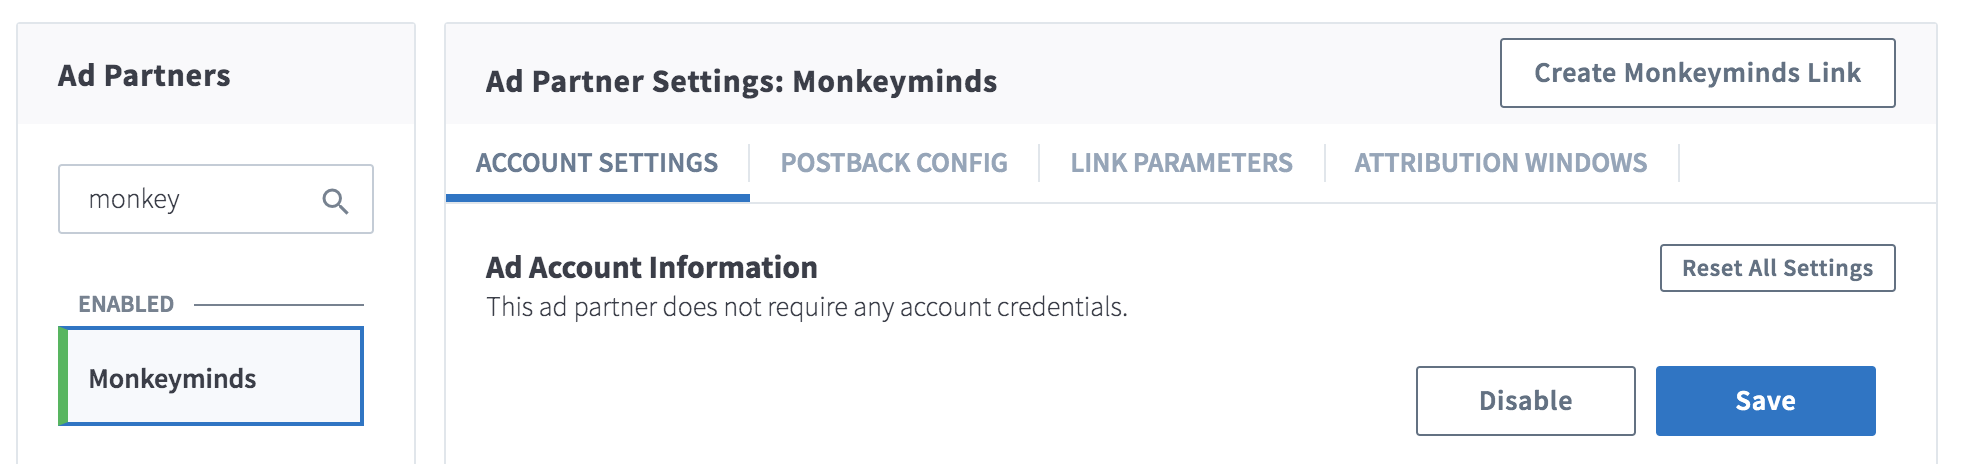 Ad Partners
monkey
ENABLED
Monkeyminds
Ad Partner Settings: Monkeyminds
Create Monkeyminds Link
ACCOUNT SETTINGS
POSTBACK CONFIG
LINK PARAMETERS
ATTRIBUTION WINDOWS
Ad Account Information
Reset All Settings
This ad partner does not require any account credentials.
Disable
Save